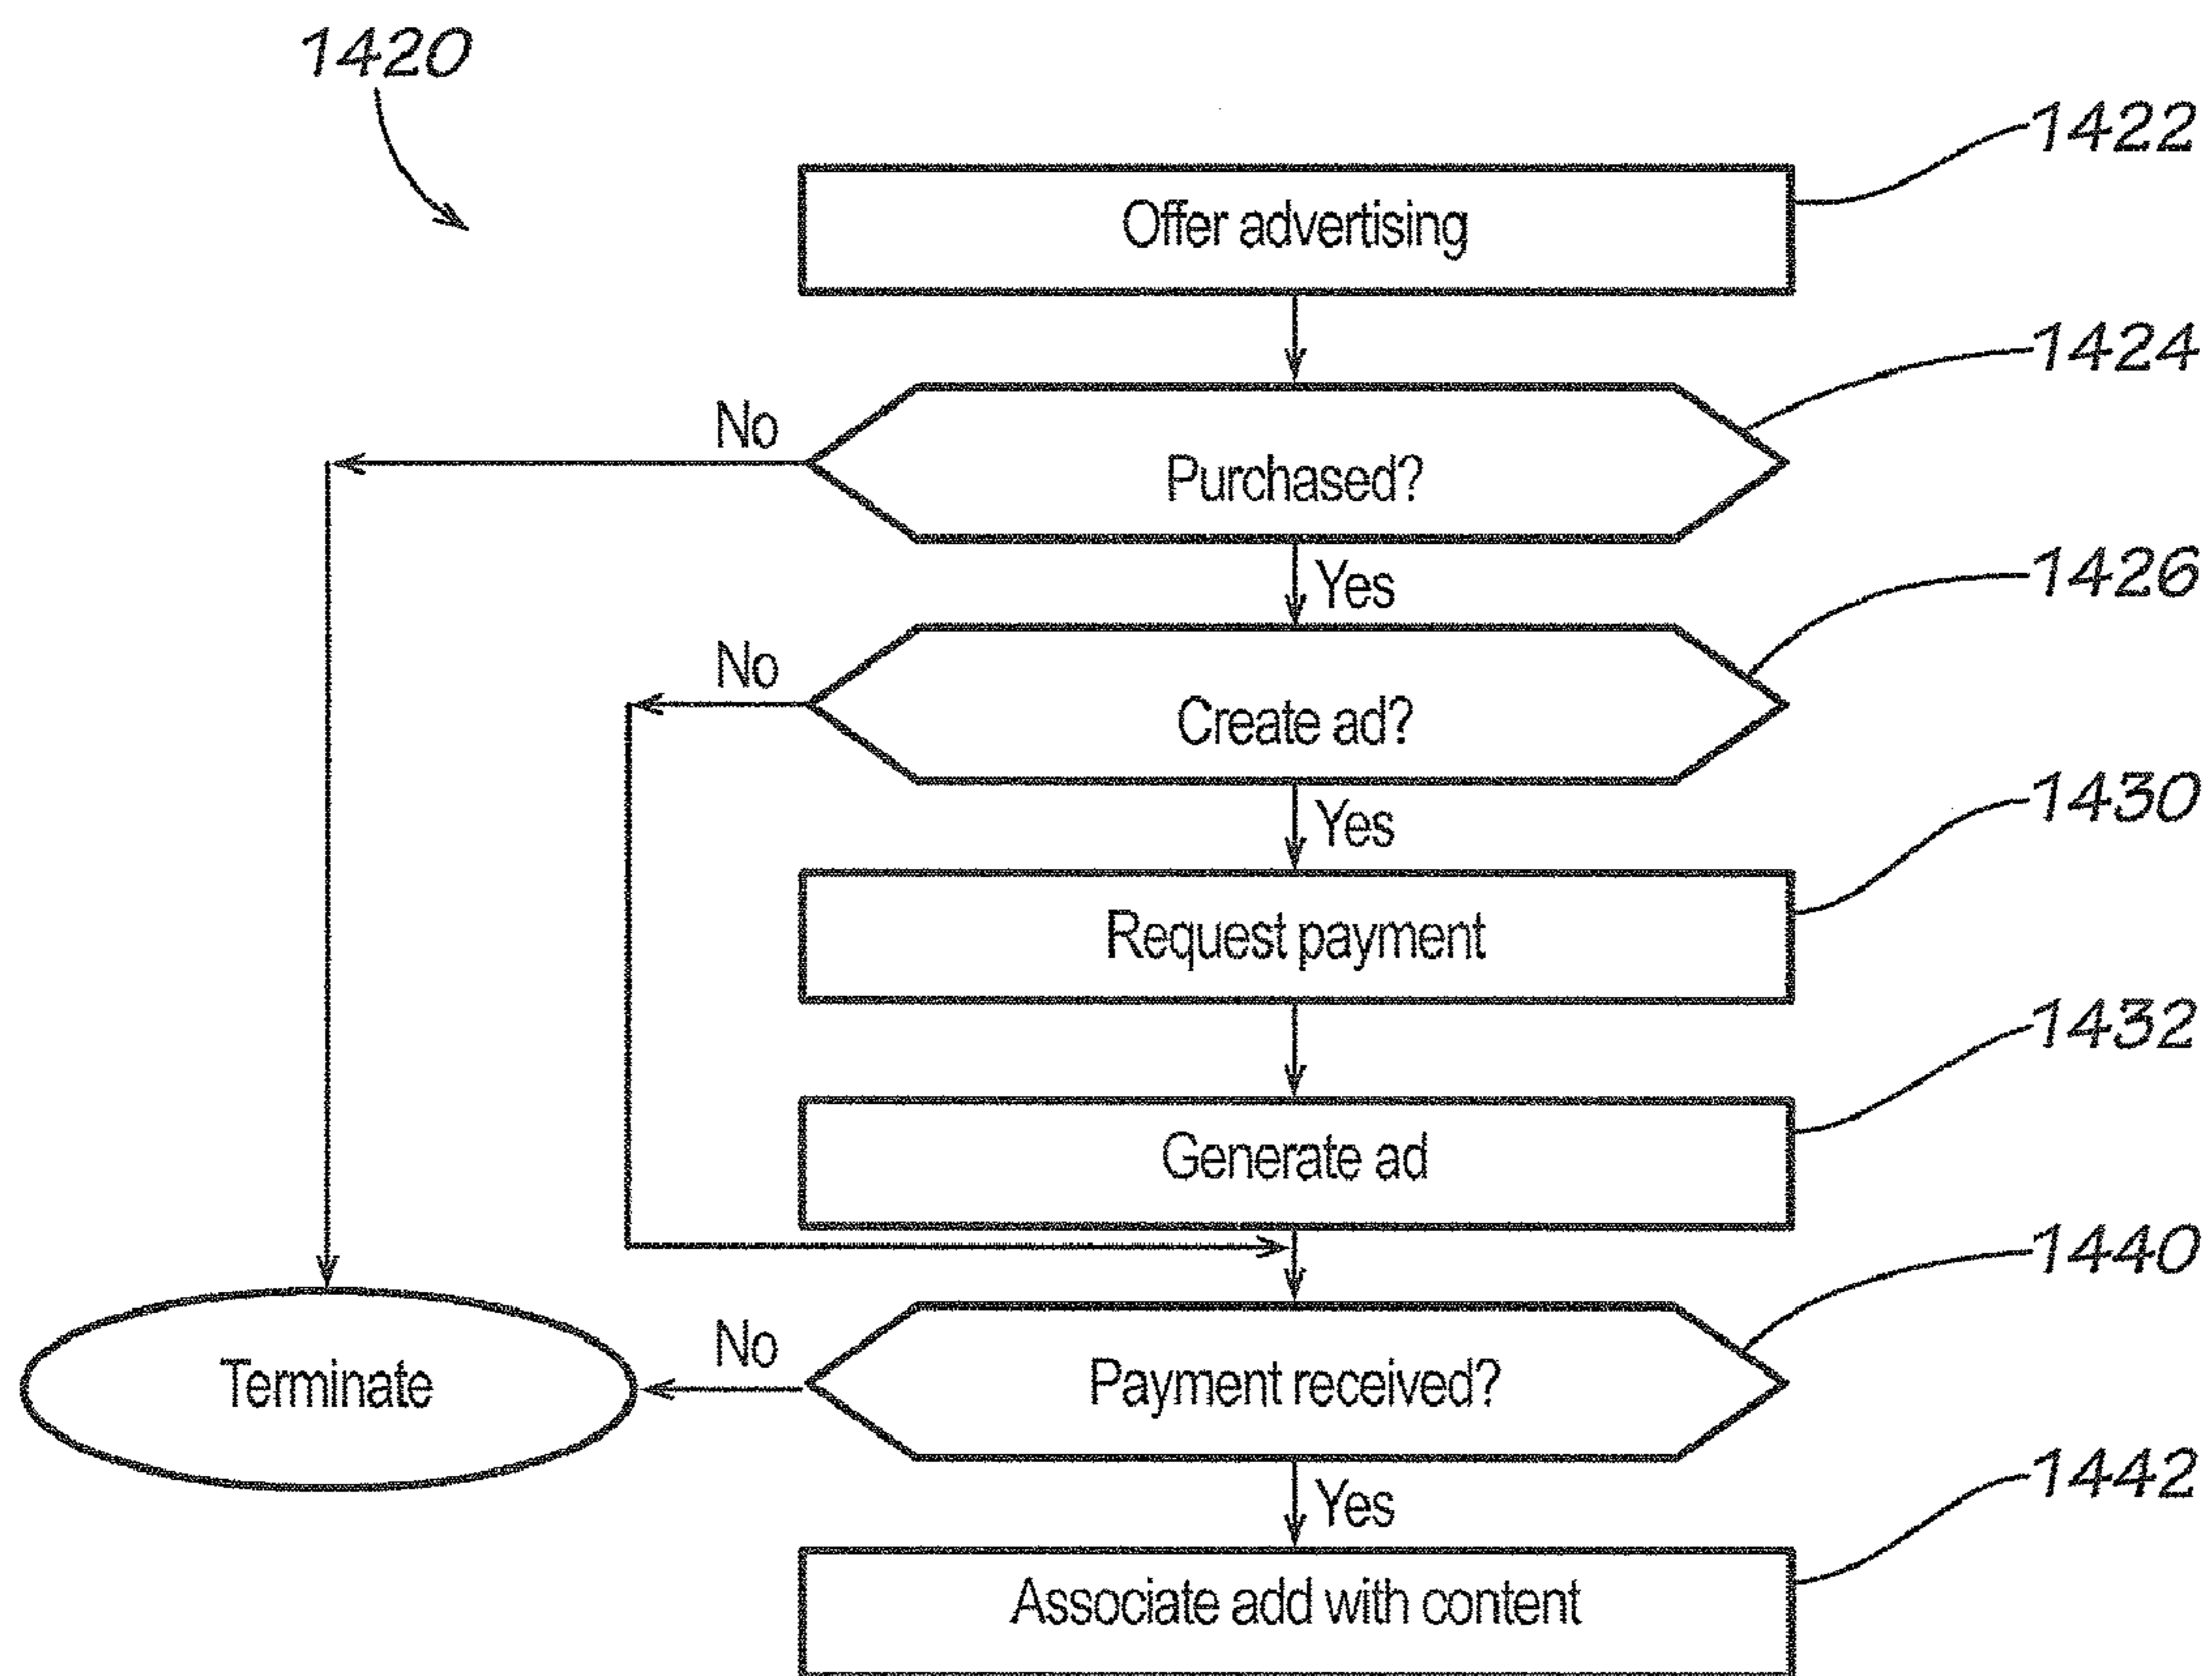 1420
1422
Offer advertising
1424
No
Purchased?
Yes
1426
No
Create ad?
Yes
1430
Request payment
1432
Generate ad
1440
No
Payment received?
Terminate
Yes
1442
Associate add with content